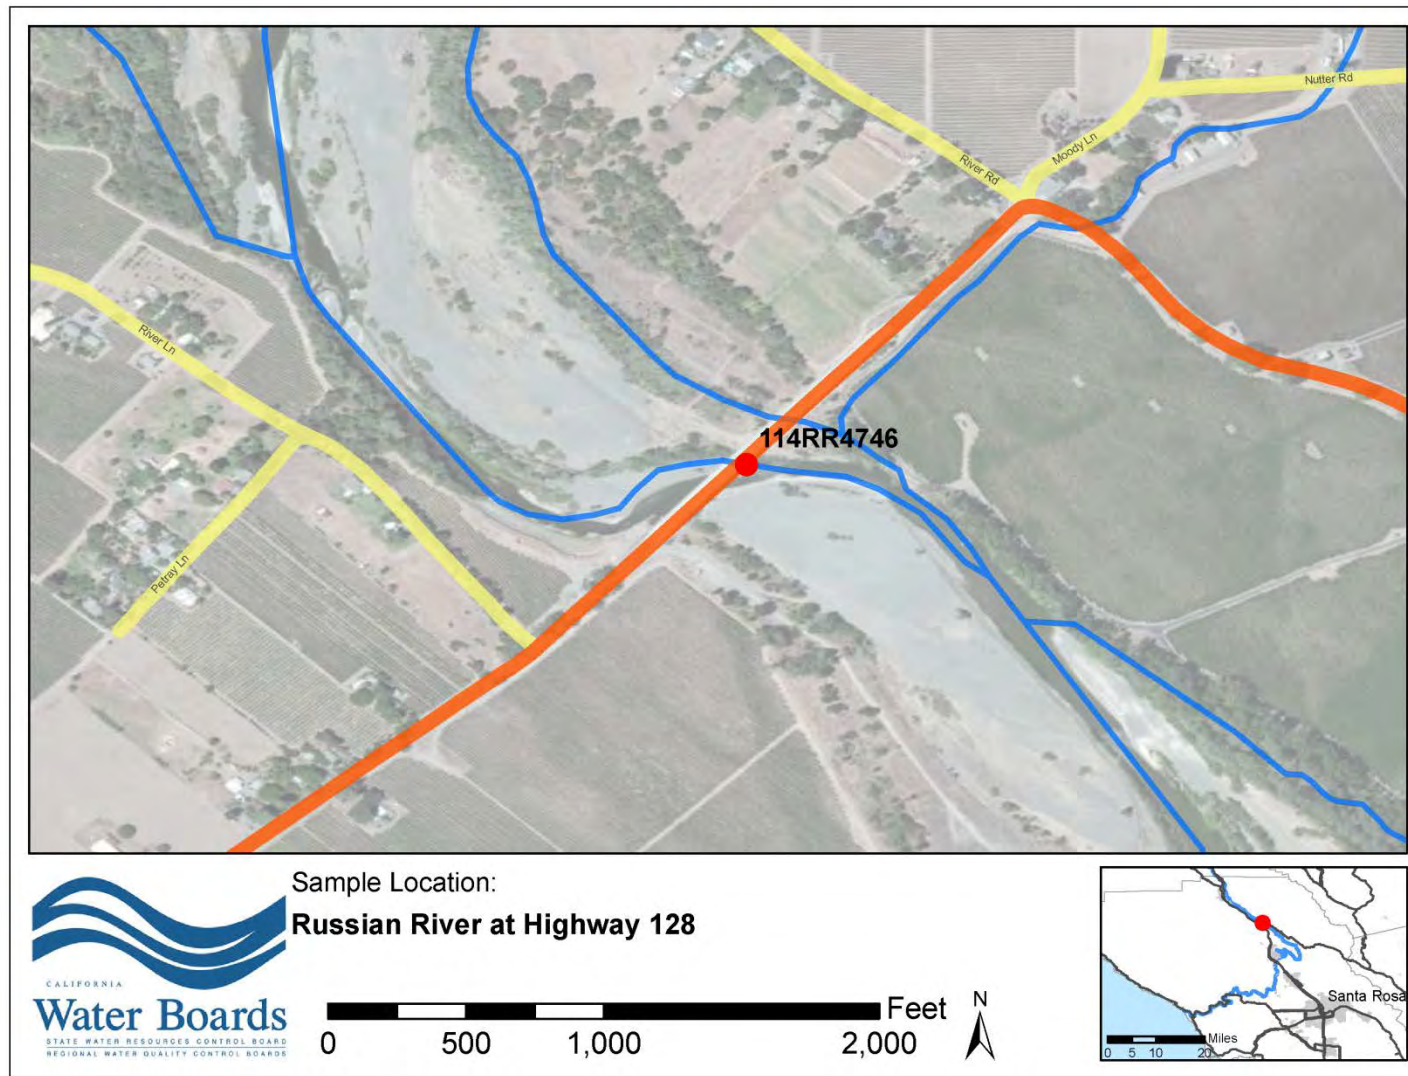 Nutter Rd
Moody Ln
River Rd
River Ln
114RR4746
Petray Ln
Sample Location:
Russian River at Highway 128
CALIFORNIA
Water Boards
STATE WATER RESOURCES CONTROL BOARD
REGIONAL WATER QUALITY CONTROL BOARDS
Feet
0 500 1,000 2,000
N
Santa Rosa
Miles
0 5 10 20